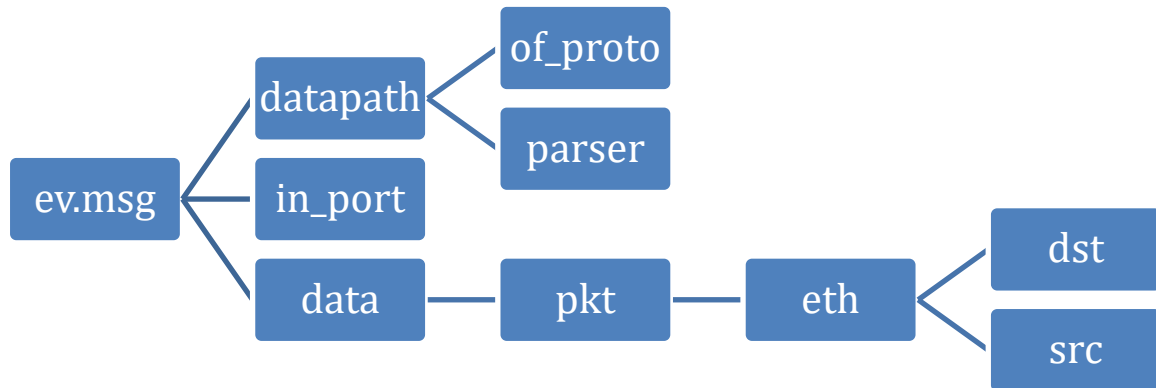 ev.msg
datapath
of_proto
parser
in_port
data
pkt
eth
dst
src